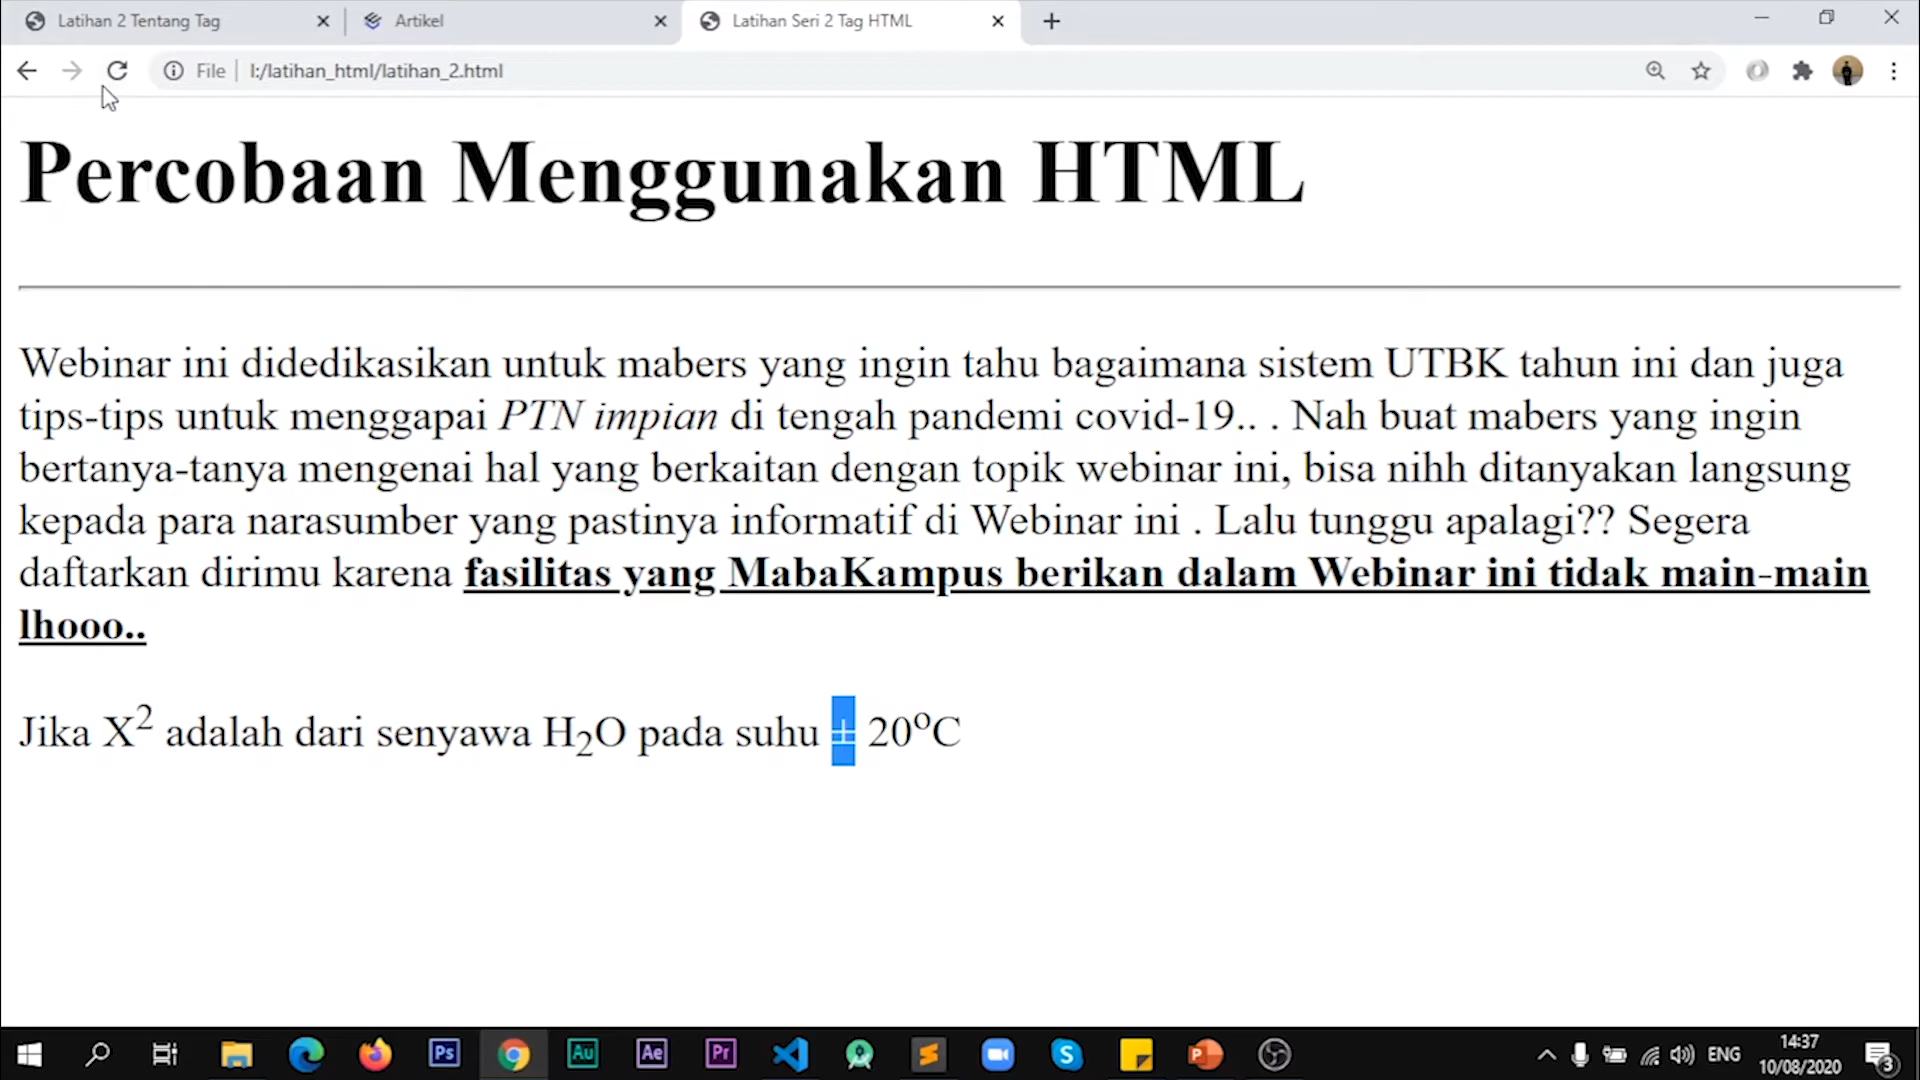 Latihan 2 Tentang Tag
Artikel
Latihan Seri 2 Tag HTML
File
I:/latihan_html/latihan_2.html
Percobaan Menggunakan HTML
Webinar ini didedikasikan untuk mabers yang ingin tahu bagaimana sistem UTBK tahun ini dan juga
tips-tips untuk menggapai PTN impian di tengah pandemi covid-19.. . Nah buat mabers yang ingin
bertanya-tanya mengenai hal yang berkaitan dengan topik webinar ini, bisa nihh ditanyakan langsung
kepada para narasumber yang pastinya informatif di Webinar ini . Lalu tunggu apalagi?? Segera
daftarkan dirimu karena fasilitas yang MabaKampus berikan dalam Webinar ini tidak main-main
lhooo..
Jika X² adalah dari senyawa H₂O pada suhu ± 20ºC
Ps
Au
Ae
Pr
S
P
ENG
14:37
10/08/2020
3